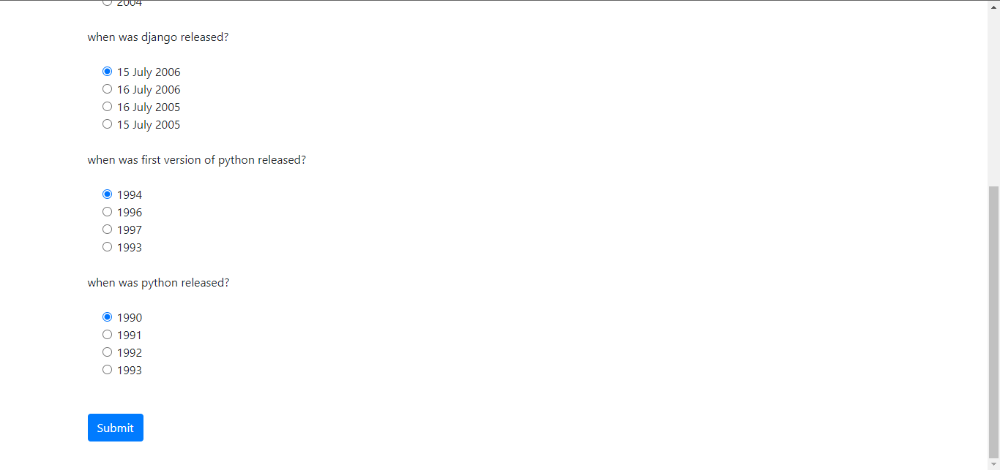 2004
when was django released?
15 July 2006
16 July 2006
16 July 2005
15 July 2005
when was first version of python released?
1994
1996
1997
1993
when was python released?
1990
1991
1992
1993
Submit